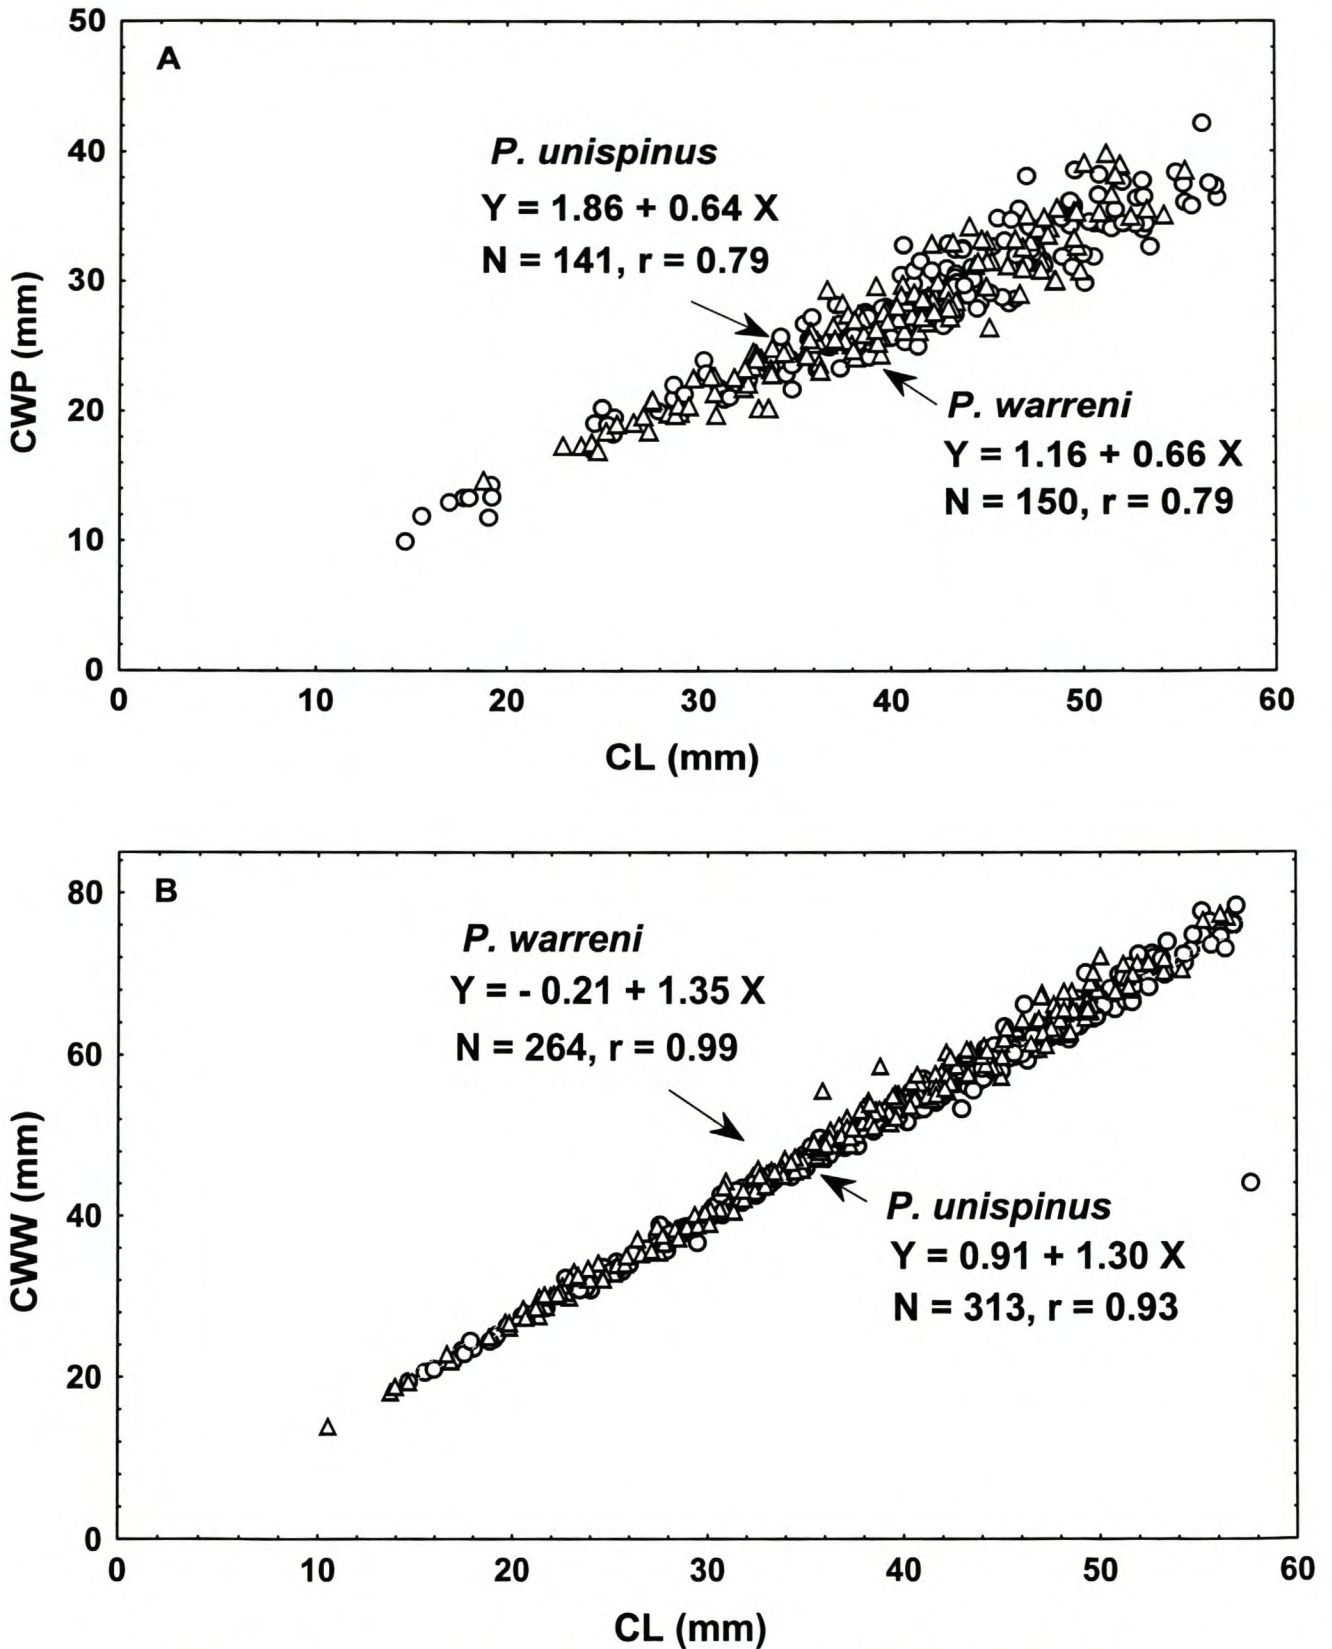 A
50
40
30
20
10
0
CWP (mm)
P. unispinus
Y = 1.86 + 0.64 X
N = 141, r = 0.79
P. warreni
Y = 1.16 + 0.66 X
N = 150, r = 0.79
0 10 20 30 40 50 60
CL (mm)
B
80
60
40
20
0
CWW (mm)
P. warreni
Y = - 0.21 + 1.35 X
N = 264, r = 0.99
P. unispinus
Y = 0.91 + 1.30 X
N = 313, r = 0.93
0 10 20 30 40 50 60
CL (mm)